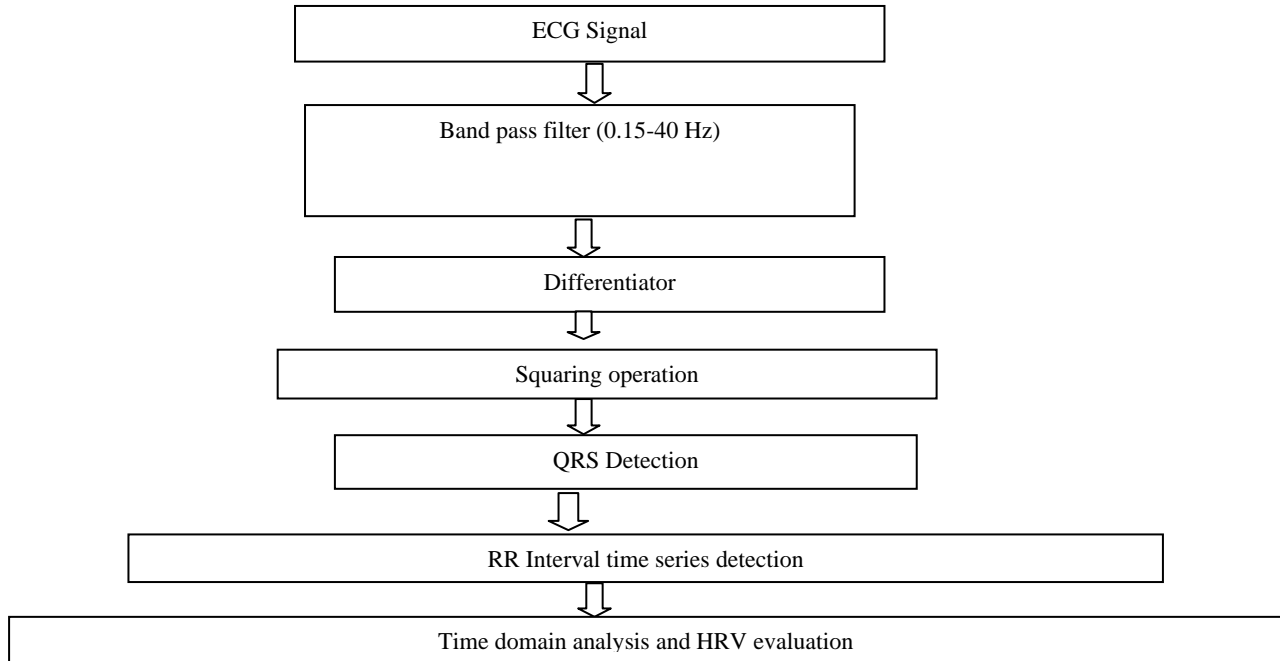 ECG Signal
Band pass filter (0.15-40 Hz)
Differentiator
Squaring operation
QRS Detection
RR Interval time series detection
Time domain analysis and HRV evaluation